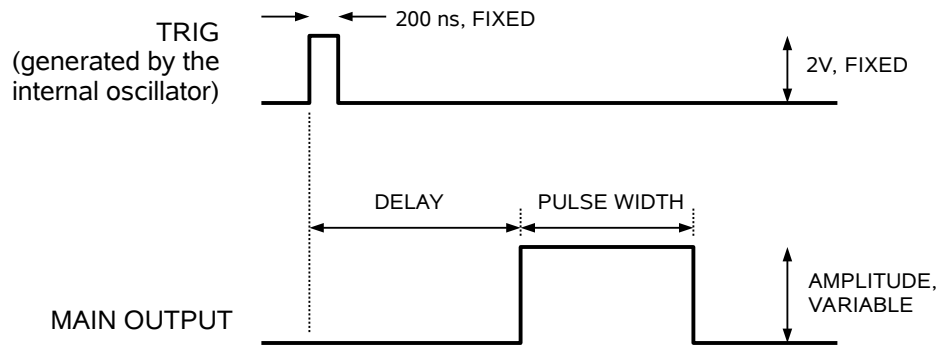 200 ns, FIXED
TRIG
(generated by the
internal oscillator)
2V, FIXED
DELAY
PULSE WIDTH
AMPLITUDE,
VARIABLE
MAIN OUTPUT